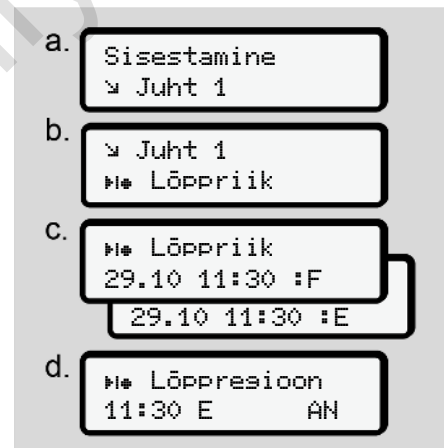 a.
Sisestamine
↘ Juht 1
b.
↘ Juht 1
Lõppriik
c.
Lõppriik
29.10 11:30 :F
29.10 11:30 :E
d.
Lõppregioon
11:30 E AN